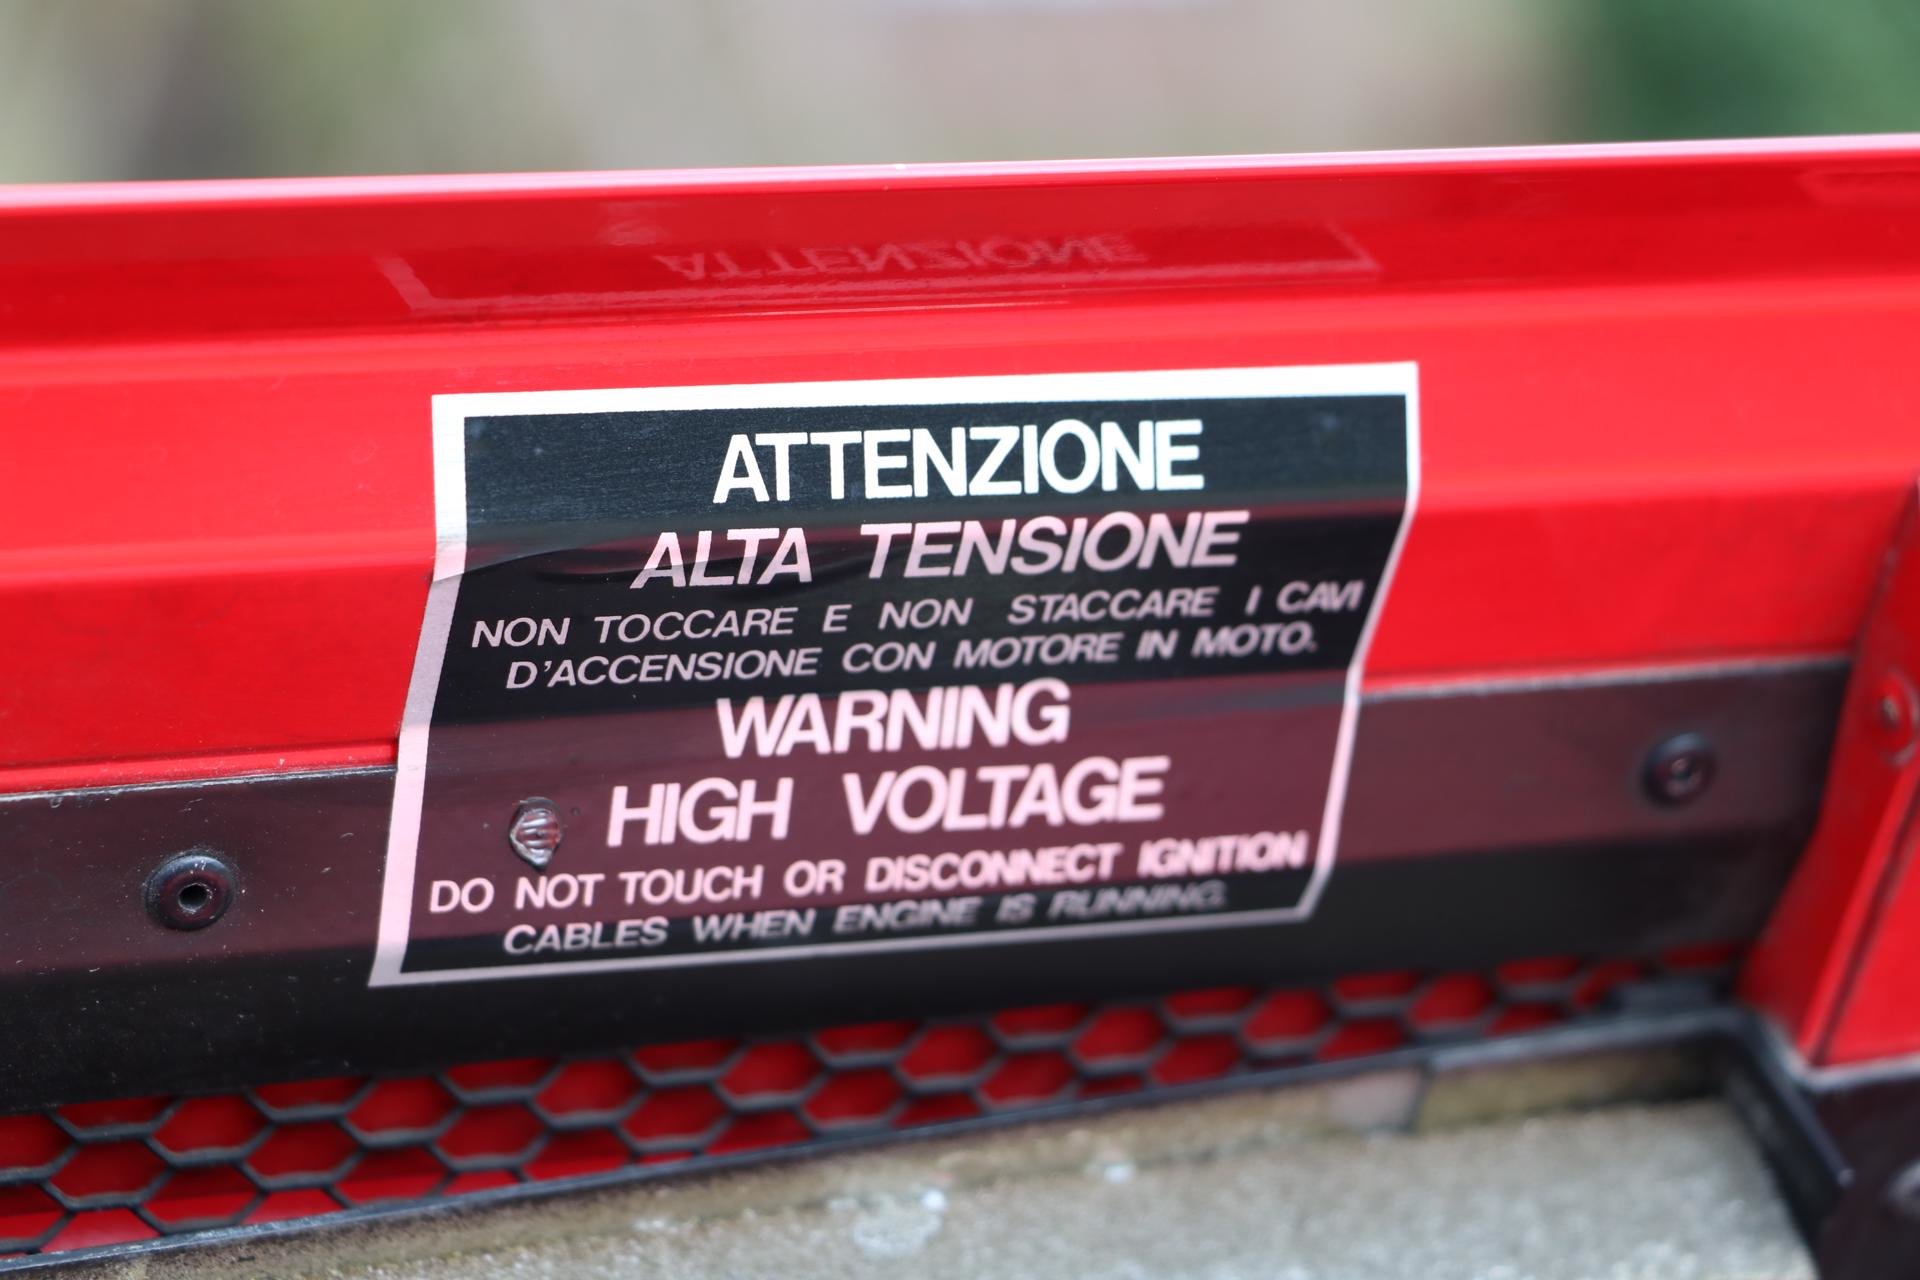 ATTENZIONE
ATTENZIONE
ALTA TENSIONE
NON TOCCARE E NON STACCARE I CAVI
D'ACCENSIONE CON MOTORE IN MOTO.
WARNING
HIGH VOLTAGE
DO NOT TOUCH OR DISCONNECT IGNITION
CABLES WHEN ENGINE IS RUNNING.